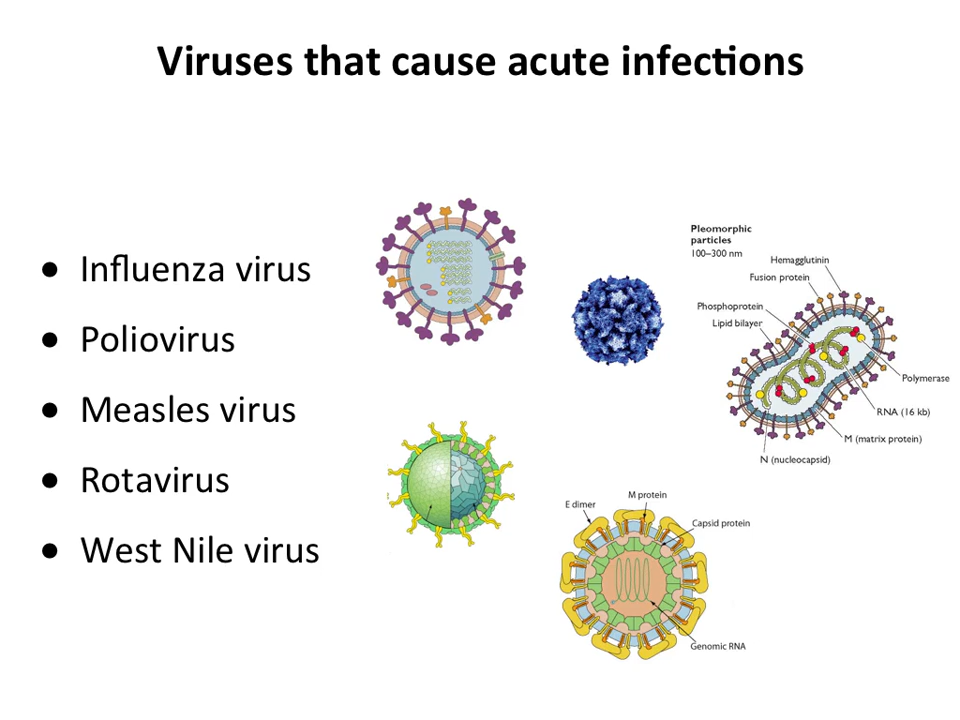 Viruses that cause acute infections
• Influenza virus
• Poliovirus
• Measles virus
• Rotavirus
• West Nile virus
Pleomorphic
particles
100–300 nm
Hemagglutinin
Fusion protein
Phosphoprotein
Lipid bilayer
Polymerase
RNA (16 kb)
M (matrix protein)
N (nucleocapsid)
M protein
E dimer
Capsid protein
Genomic RNA